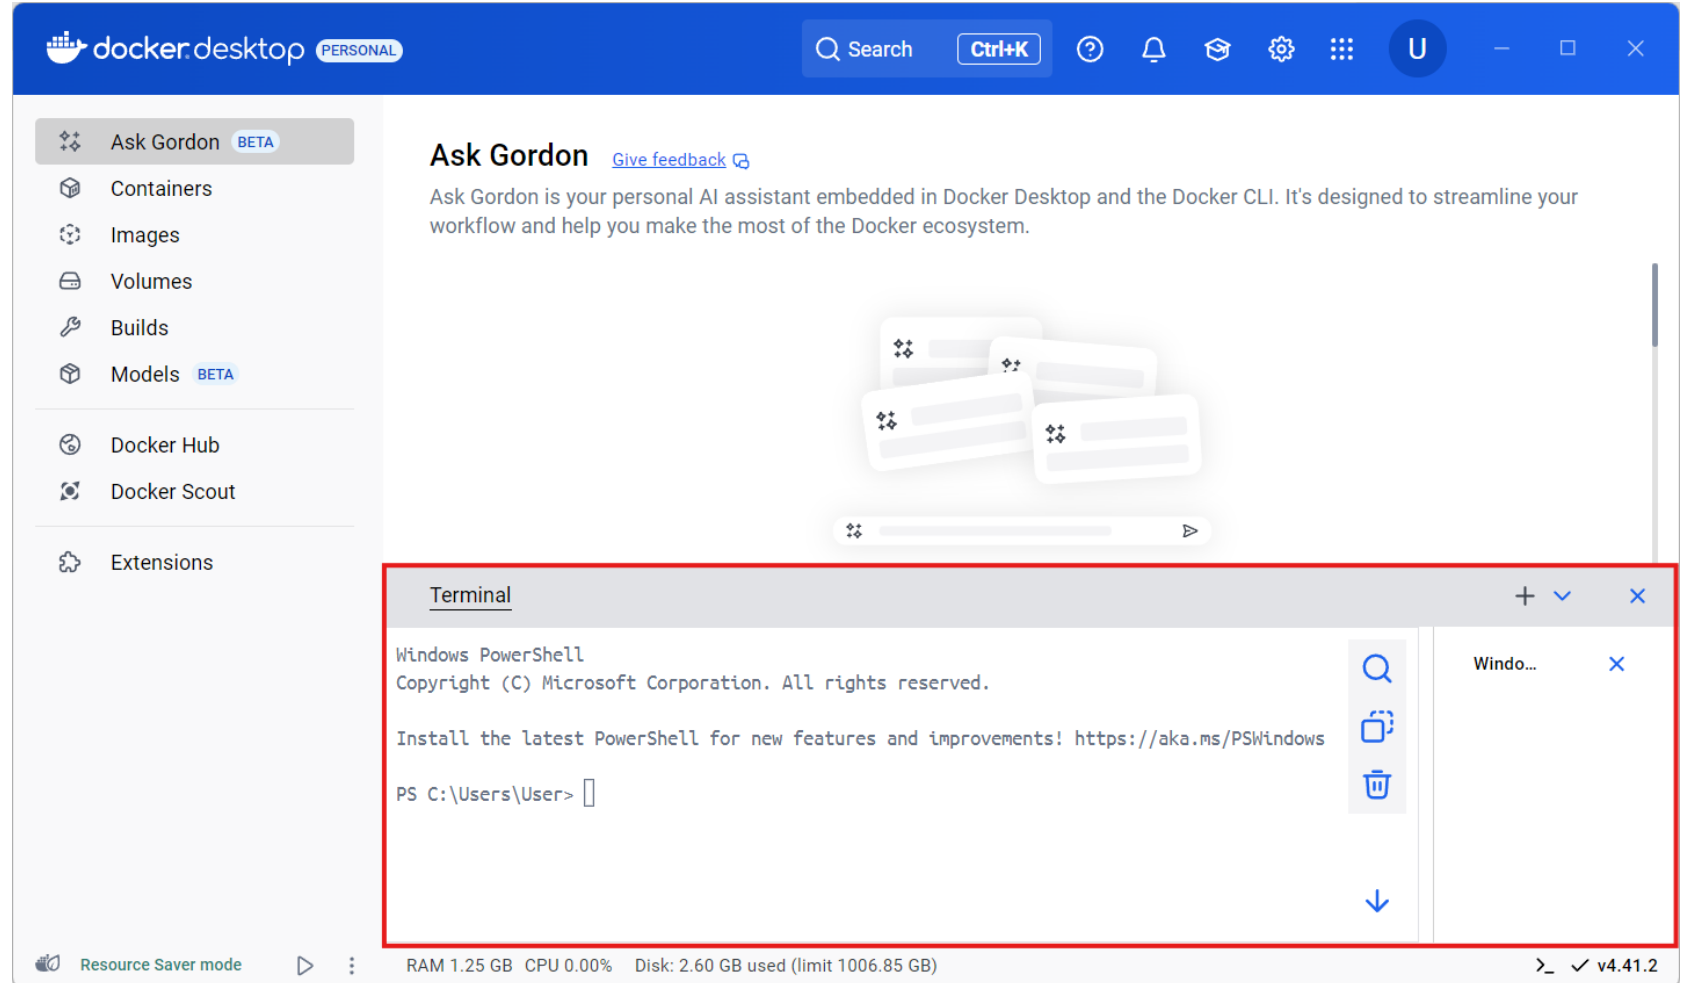 docker.desktop PERSONAL
Search Ctrl+K
U
Ask Gordon BETA
Containers
Images
Volumes
Builds
Models BETA
Docker Hub
Docker Scout
Extensions
Ask Gordon Give feedback
Ask Gordon is your personal AI assistant embedded in Docker Desktop and the Docker CLI. It's designed to streamline your
workflow and help you make the most of the Docker ecosystem.
Terminal
Windows PowerShell
Copyright (C) Microsoft Corporation. All rights reserved.
Install the latest PowerShell for new features and improvements! https://aka.ms/PSWindows
PS C:\Users\User>
Windo...
Resource Saver mode
RAM 1.25 GB CPU 0.00% Disk: 2.60 GB used (limit 1006.85 GB)
v4.41.2